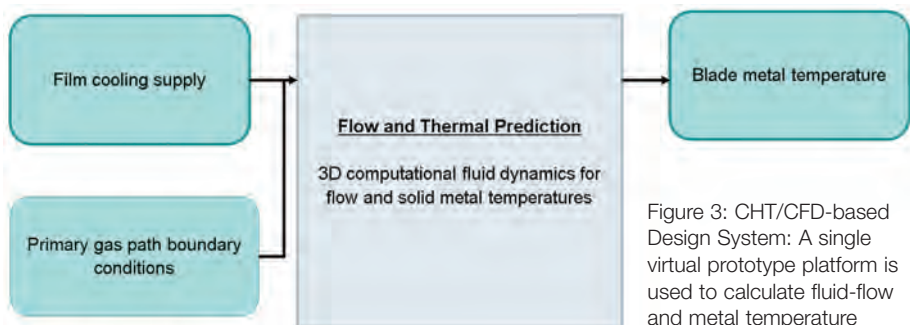 Film cooling supply
Primary gas path boundary
conditions
Flow and Thermal Prediction
3D computational fluid dynamics for
flow and solid metal temperatures
Blade metal temperature
Figure 3: CHT/CFD-based
Design System: A single
virtual prototype platform is
used to calculate fluid-flow
and metal temperature